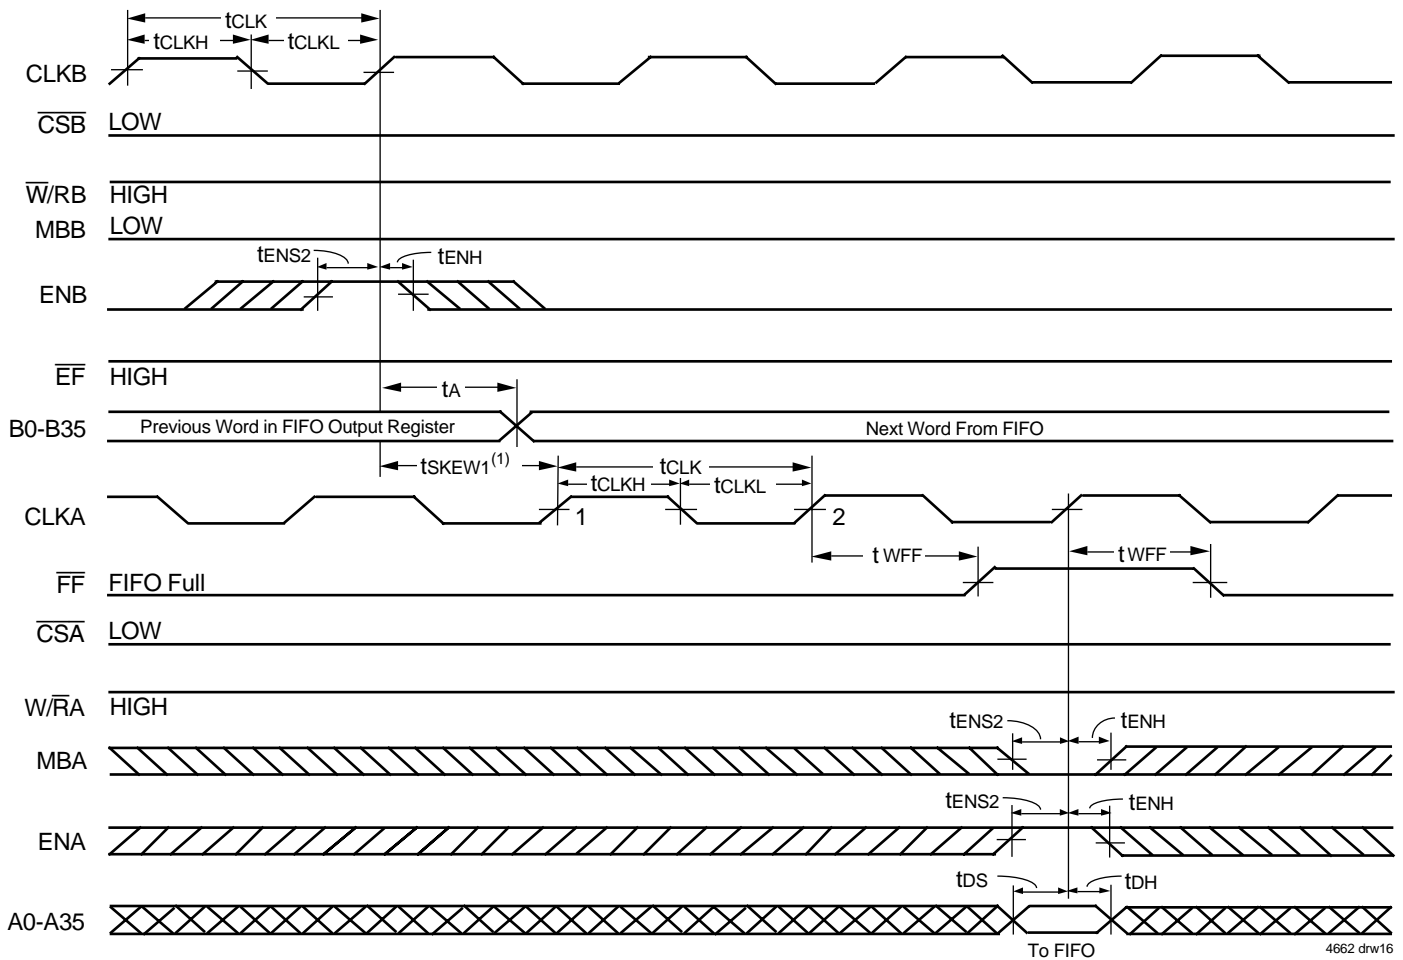 tCLK
tCLKH
tCLKL
CLKB
CSB
LOW
W/RB
HIGH
MBB
LOW
tENS2
tENH
ENB
EF
HIGH
tA
B0-B35
Previous Word in FIFO Output Register
Next Word From FIFO
tSKEW1(1)
tCLK
tCLKH
tCLKL
CLKA
1
2
tWFF
tWFF
FF
FIFO Full
CSA
LOW
W/RA
HIGH
tENS2
tENH
MBA
tENS2
tENH
ENA
tDS
tDH
A0-A35
To FIFO
4662 drw16